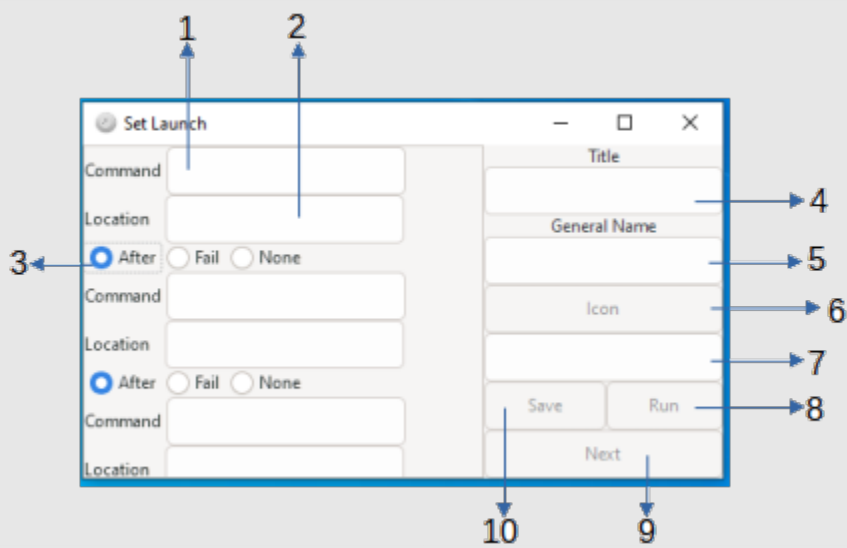 1 2
Set Launch
Command
Location
3 After Fail None
Command
Location
After Fail None
Command
Location
Title
4
General Name
5
Icon 6
7
Save Run 8
Next
10 9